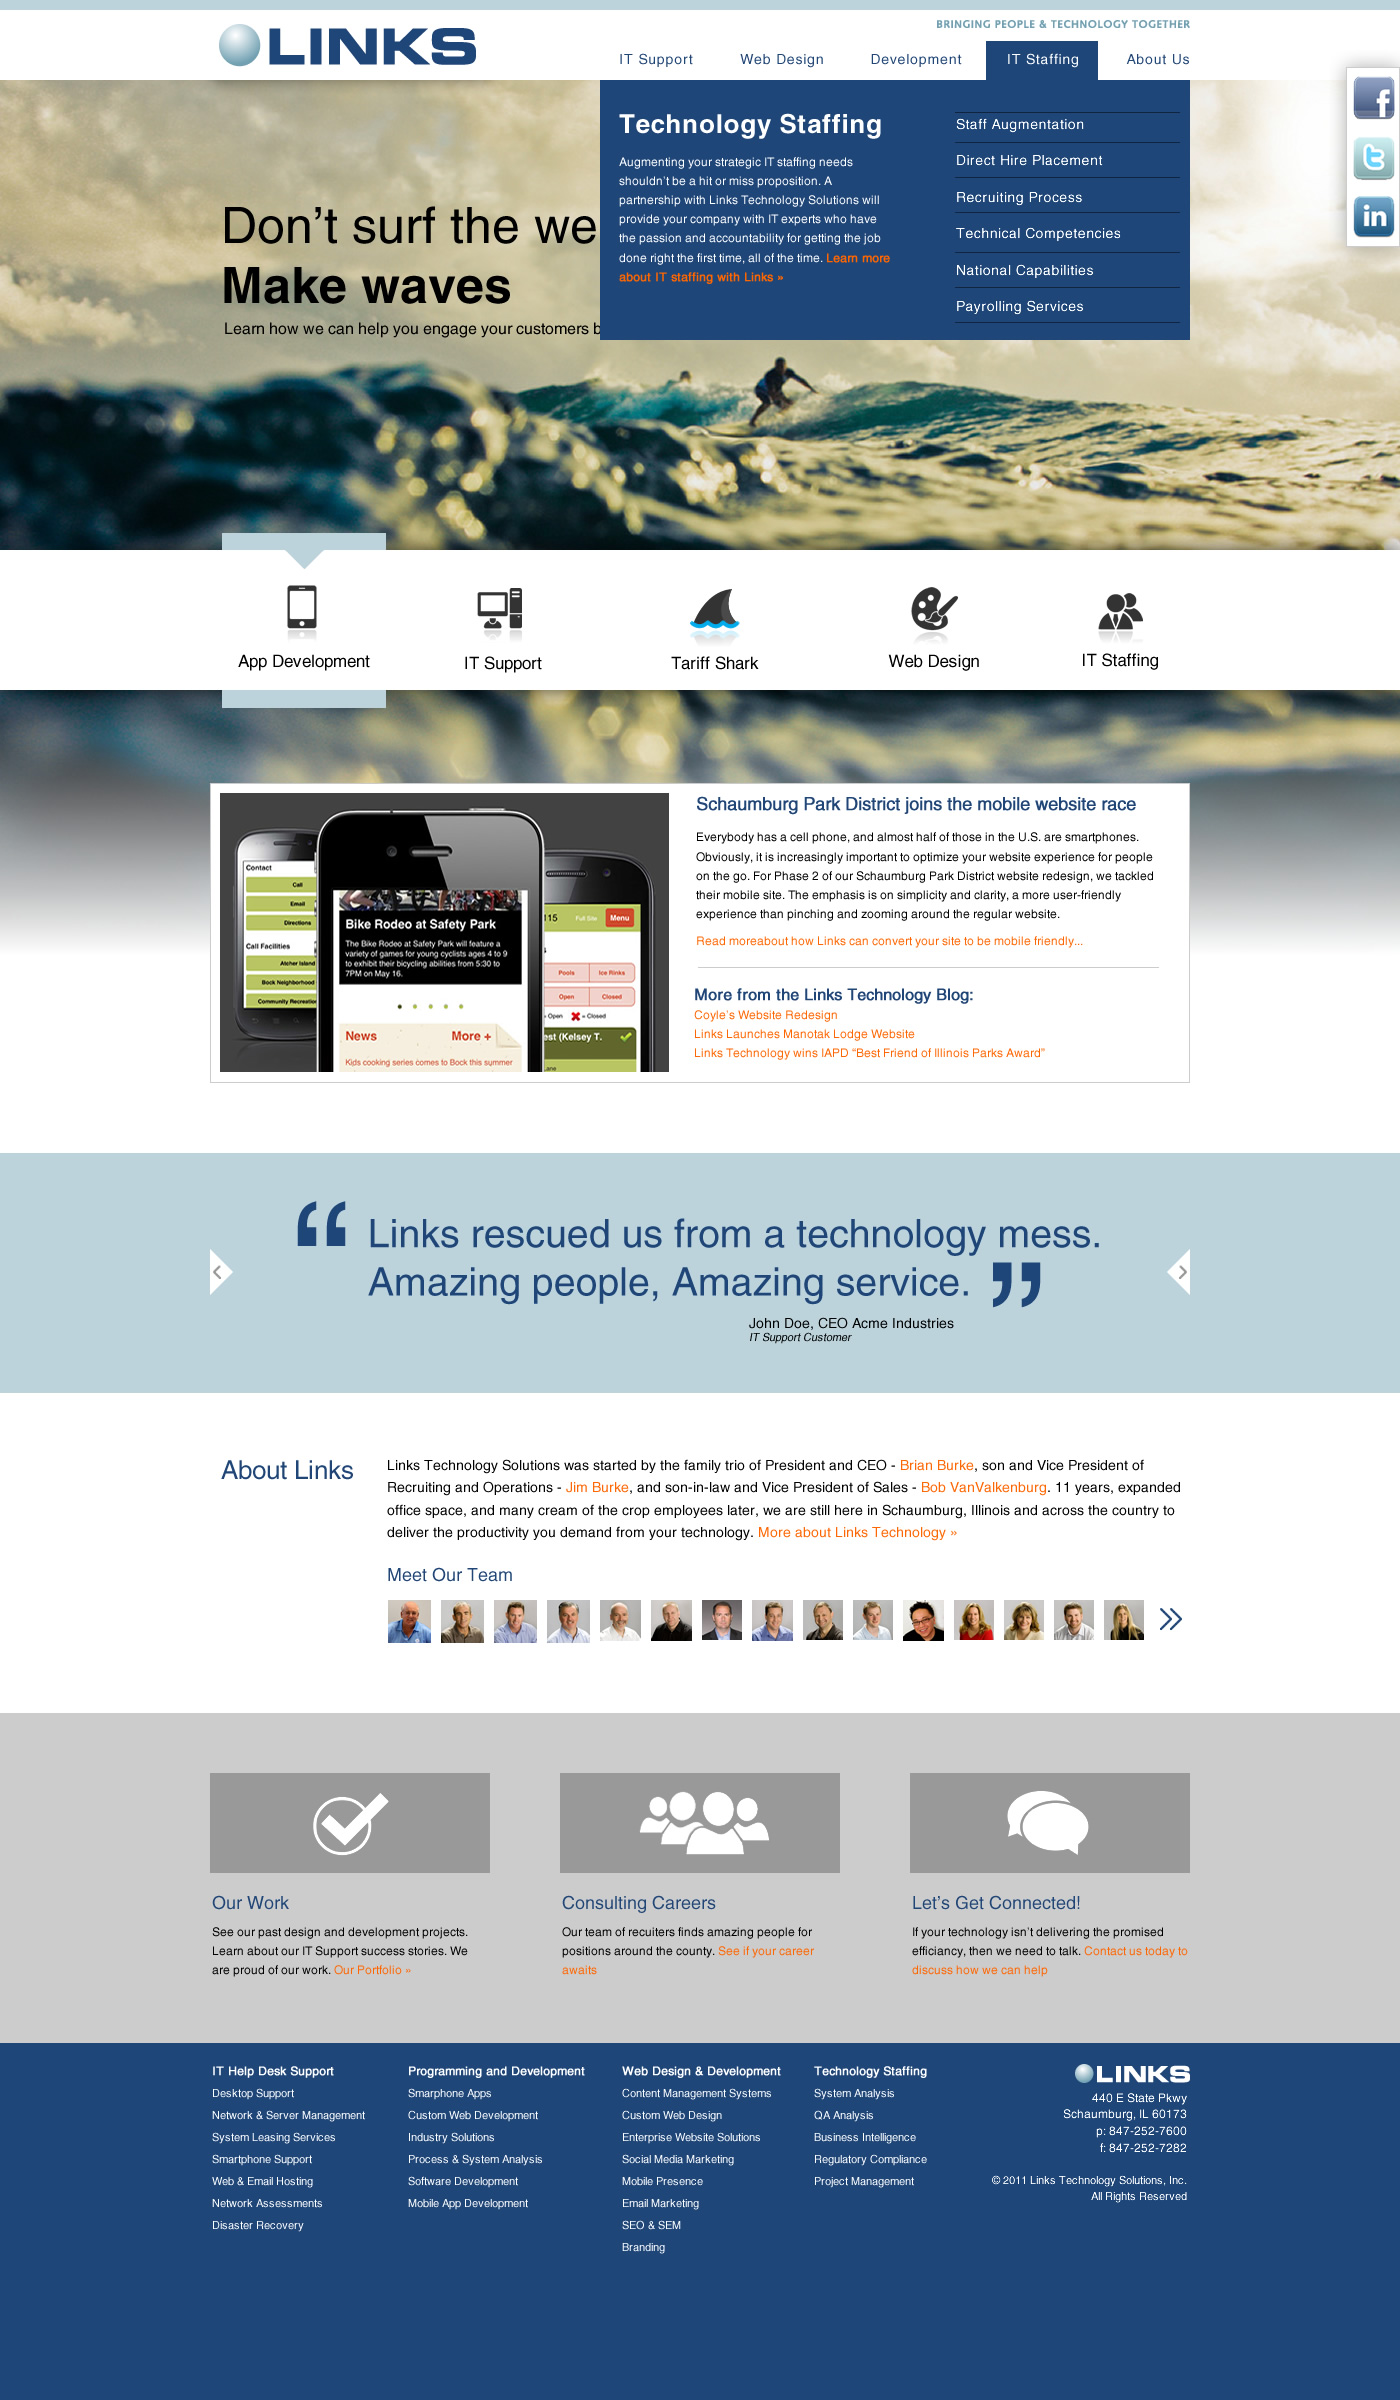 BRINGING PEOPLE & TECHNOLOGY TOGETHER
LINKS
IT Support
Web Design
Development
IT Staffing
About Us
Technology Staffing
Augmenting your strategic IT staffing needs
shouldn't be a hit or miss proposition. A
partnership with Links Technology Solutions will
provide your company with IT experts who have
the passion and accountability for getting the job
done right the first time, all of the time. Learn more
about IT staffing with Links »
Staff Augmentation
Direct Hire Placement
Recruiting Process
Technical Competencies
National Capabilities
Payrolling Services
f
t
in
Don't surf the we
Make waves
Learn how we can help you engage your customers b
App Development
IT Support
Tariff Shark
Web Design
IT Staffing
Contact
Call
Email
Directions
Call Facilities
Atcher Island
Bock Neighborhood
Community Recreation
Bike Rodeo at Safety Park
The Bike Rodeo at Safety Park will feature a
variety of games for young cyclists ages 4 to 9
to exhibit their bicycling abilities from 5:30 to
7PM on May 16.
News
More +
Kids cooking series comes to Bock this summer
115
Full Site
Menu
Pools
Ice Rinks
Open
Closed
- Open
= Closed
est (Kelsey T.
Lane
Schaumburg Park District joins the mobile website race
Everybody has a cell phone, and almost half of those in the U.S. are smartphones.
Obviously, it is increasingly important to optimize your website experience for people
on the go. For Phase 2 of our Schaumburg Park District website redesign, we tackled
their mobile site. The emphasis is on simplicity and clarity, a more user-friendly
experience than pinching and zooming around the regular website.
Read moreabout how Links can convert your site to be mobile friendly...
More from the Links Technology Blog:
Coyle's Website Redesign
Links Launches Manotak Lodge Website
Links Technology wins IAPD "Best Friend of Illinois Parks Award"
“ Links rescued us from a technology mess.
Amazing people, Amazing service. ”
John Doe, CEO Acme Industries
IT Support Customer
About Links
Links Technology Solutions was started by the family trio of President and CEO - Brian Burke, son and Vice President of
Recruiting and Operations - Jim Burke, and son-in-law and Vice President of Sales - Bob VanValkenburg. 11 years, expanded
office space, and many cream of the crop employees later, we are still here in Schaumburg, Illinois and across the country to
deliver the productivity you demand from your technology. More about Links Technology »
Meet Our Team
Our Work
See our past design and development projects.
Learn about our IT Support success stories. We
are proud of our work. Our Portfolio »
Consulting Careers
Our team of recuiters finds amazing people for
positions around the county. See if your career
awaits
Let's Get Connected!
If your technology isn't delivering the promised
efficiancy, then we need to talk. Contact us today to
discuss how we can help
IT Help Desk Support
Desktop Support
Network & Server Management
System Leasing Services
Smartphone Support
Web & Email Hosting
Network Assessments
Disaster Recovery
Programming and Development
Smarphone Apps
Custom Web Development
Industry Solutions
Process & System Analysis
Software Development
Mobile App Development
Web Design & Development
Content Management Systems
Custom Web Design
Enterprise Website Solutions
Social Media Marketing
Mobile Presence
Email Marketing
SEO & SEM
Branding
Technology Staffing
System Analysis
QA Analysis
Business Intelligence
Regulatory Compliance
Project Management
LINKS
440 E State Pkwy
Schaumburg, IL 60173
p: 847-252-7600
f: 847-252-7282
© 2011 Links Technology Solutions, Inc.
All Rights Reserved